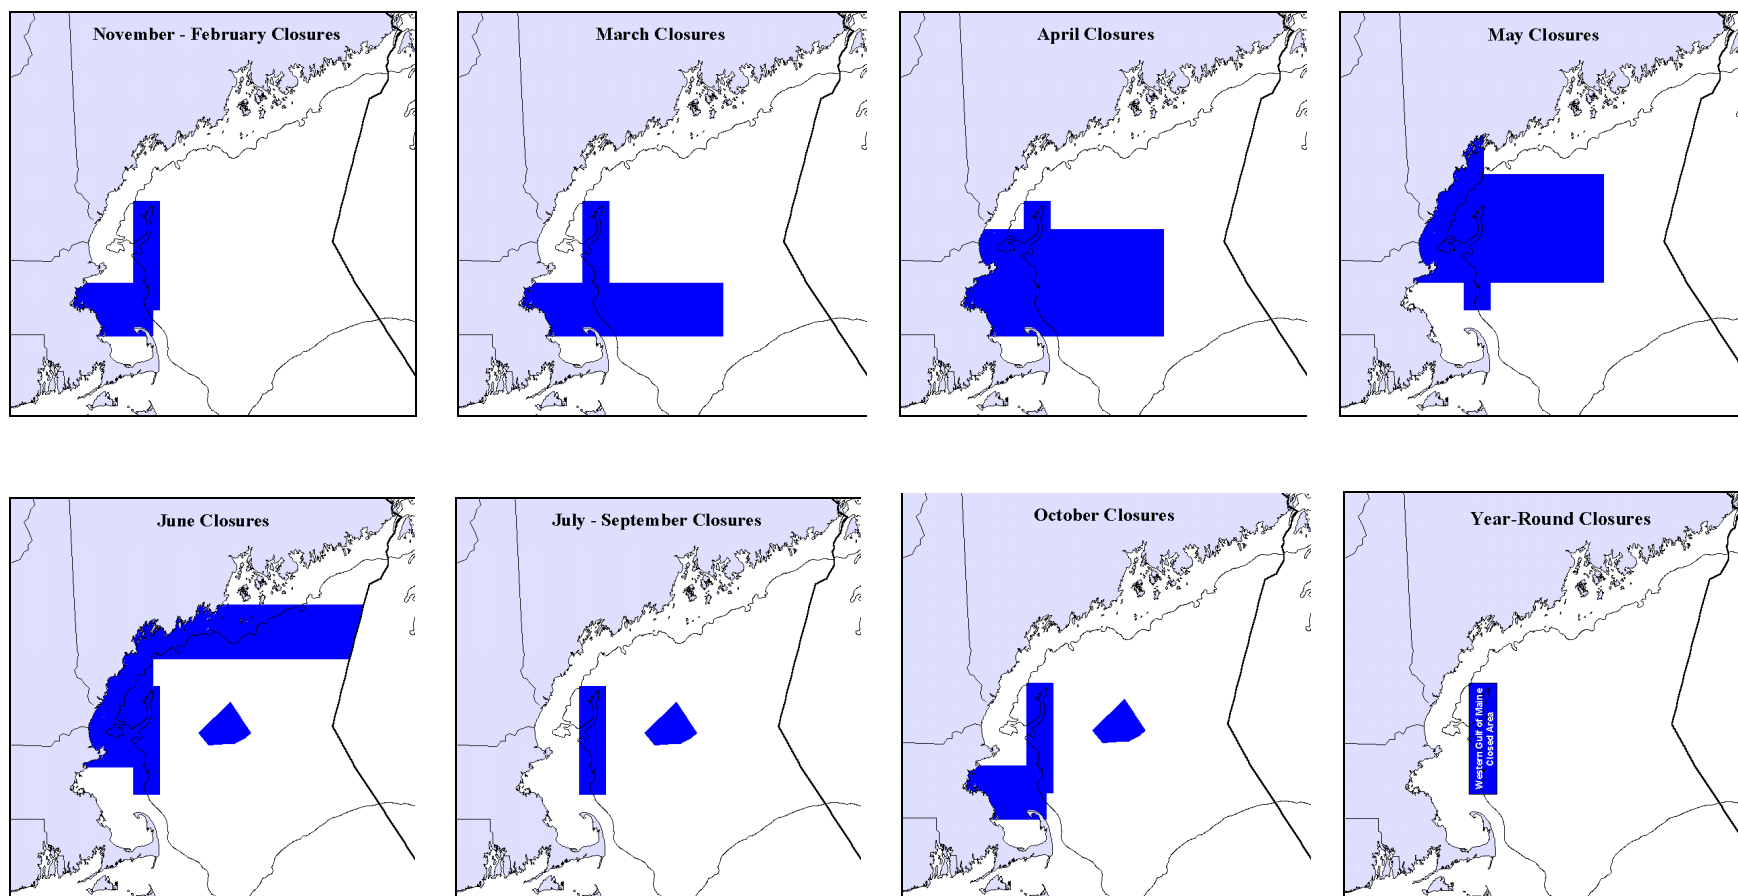 November - February Closures
March Closures
April Closures
May Closures
June Closures
July - September Closures
October Closures
Year-Round Closures
Western Gulf of Maine
Closed Area